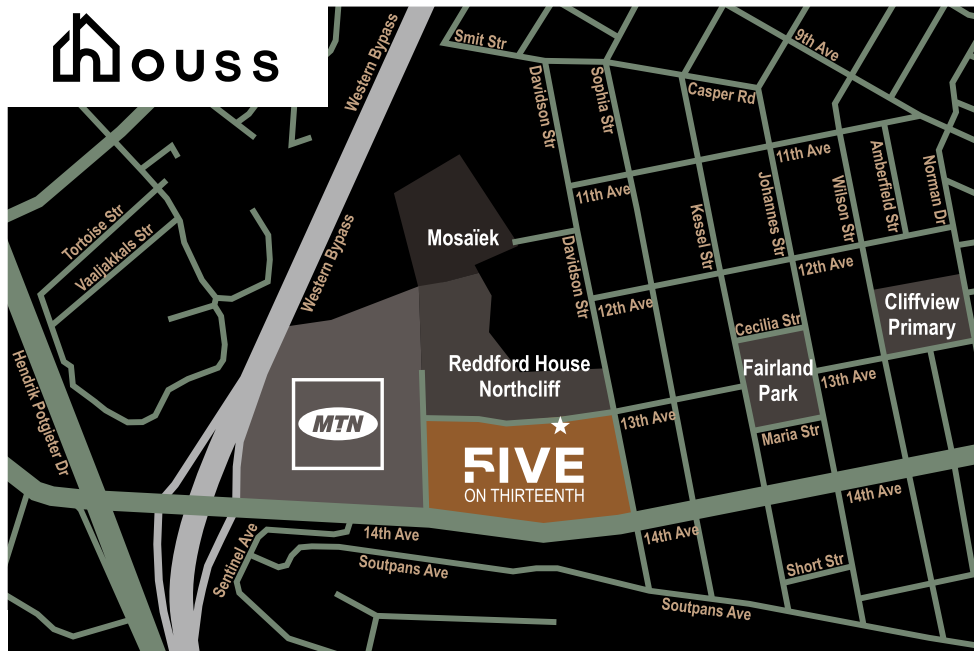 houss
Smit Str
Western Bypass
Davidson Str
Sophia Str
9th Ave
Casper Rd
11th Ave
11th Ave
Amberfield Str
Norman Dr
Wilson Str
Johannes Str
Kessel Str
Tortoise Str
Vaaljakkals Str
Western Bypass
Mosaïek
Davidson Str
12th Ave
12th Ave
Cliffview
Primary
Cecilia Str
Hendrik Potgieter Dr
Reddford House
Northcliff
Fairland
Park
13th Ave
13th Ave
MTN
Maria Str
5IVE
ON THIRTEENTH
14th Ave
14th Ave
14th Ave
Sentinel Ave
Soutpans Ave
Short Str
Soutpans Ave